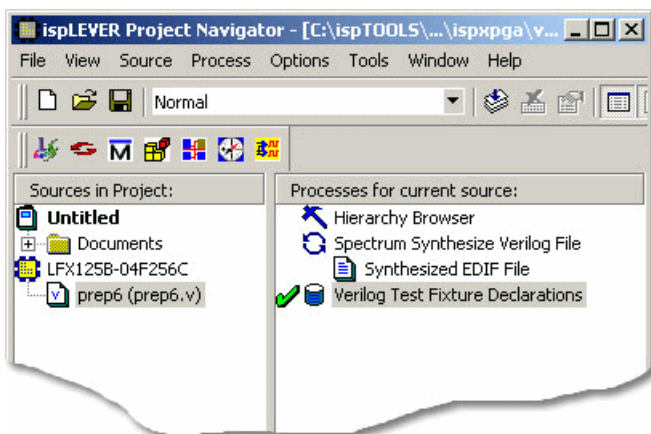 ispLEVER Project Navigator - [C:\ispTOOLS\...\ispxpga\v...
File View Source Process Options Tools Window Help
Normal
Sources in Project:
Processes for current source:
Untitled
Hierarchy Browser
Documents
Spectrum Synthesize Verilog File
LFX125B-04F256C
Synthesized EDIF File
prep6 (prep6.v)
Verilog Test Fixture Declarations